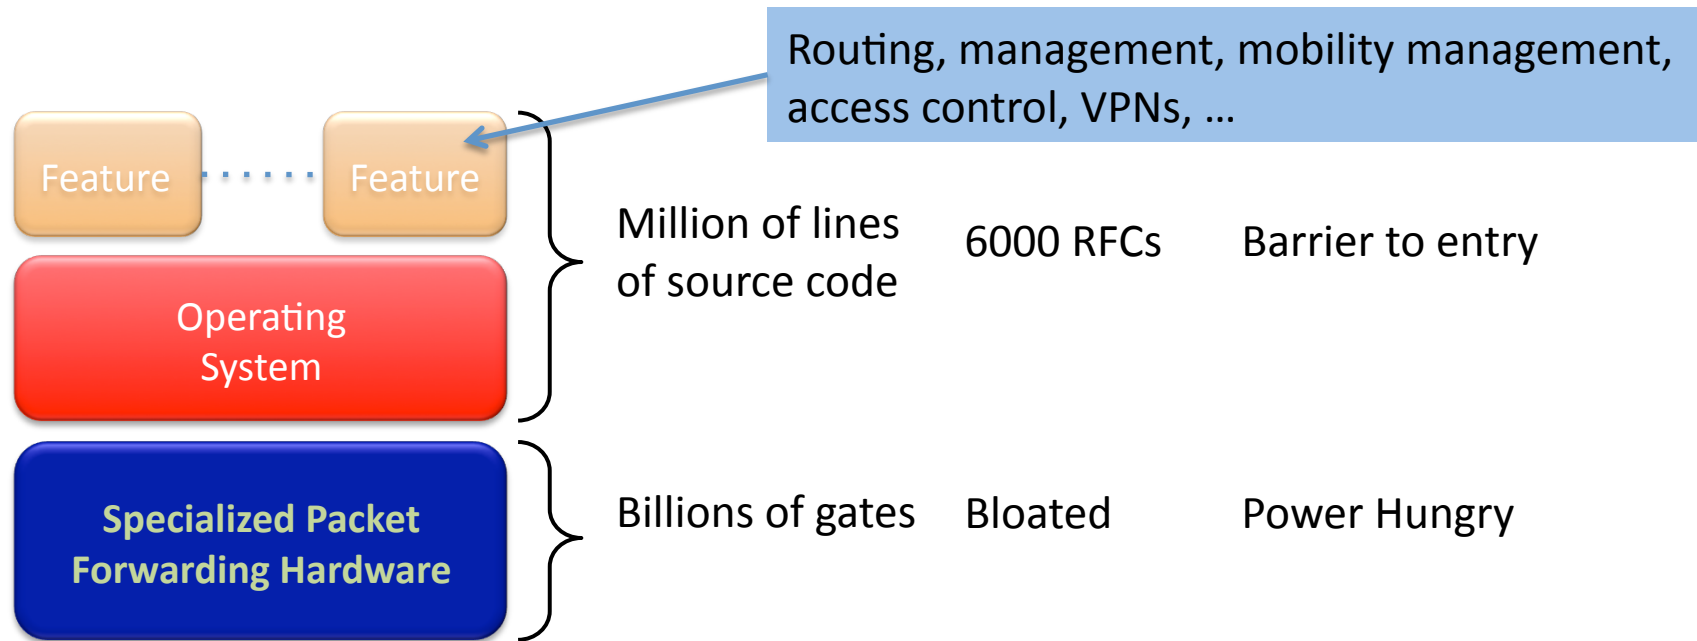 Routing, management, mobility management,
access control, VPNs, ...
Feature
Feature
Million of lines
of source code
6000 RFCs
Barrier to entry
Operating
System
Specialized Packet
Forwarding Hardware
Billions of gates
Bloated
Power Hungry